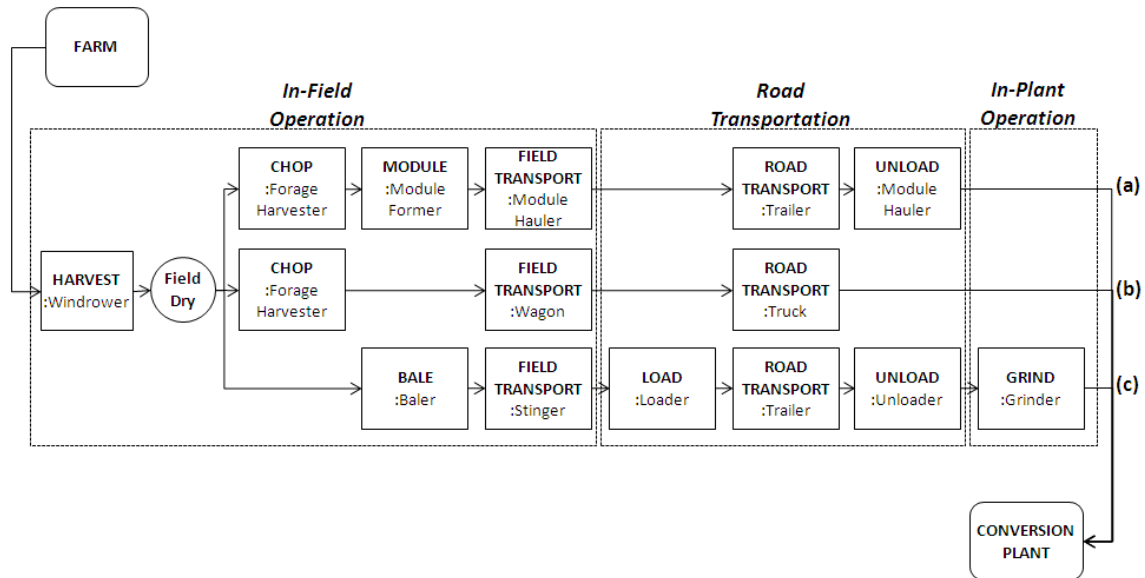 FARM
In-Field
Operation
Road
Transportation
In-Plant
Operation
CHOP
:Forage
Harvester
MODULE
:Module
Former
FIELD
TRANSPORT
:Module
Hauler
ROAD
TRANSPORT
:Trailer
UNLOAD
:Module
Hauler
(a)
HARVEST
:Windrower
Field
Dry
CHOP
:Forage
Harvester
FIELD
TRANSPORT
:Wagon
ROAD
TRANSPORT
:Truck
(b)
BALE
:Baler
FIELD
TRANSPORT
:Stinger
LOAD
:Loader
ROAD
TRANSPORT
:Trailer
UNLOAD
:Unloader
GRIND
:Grinder
(c)
CONVERSION
PLANT